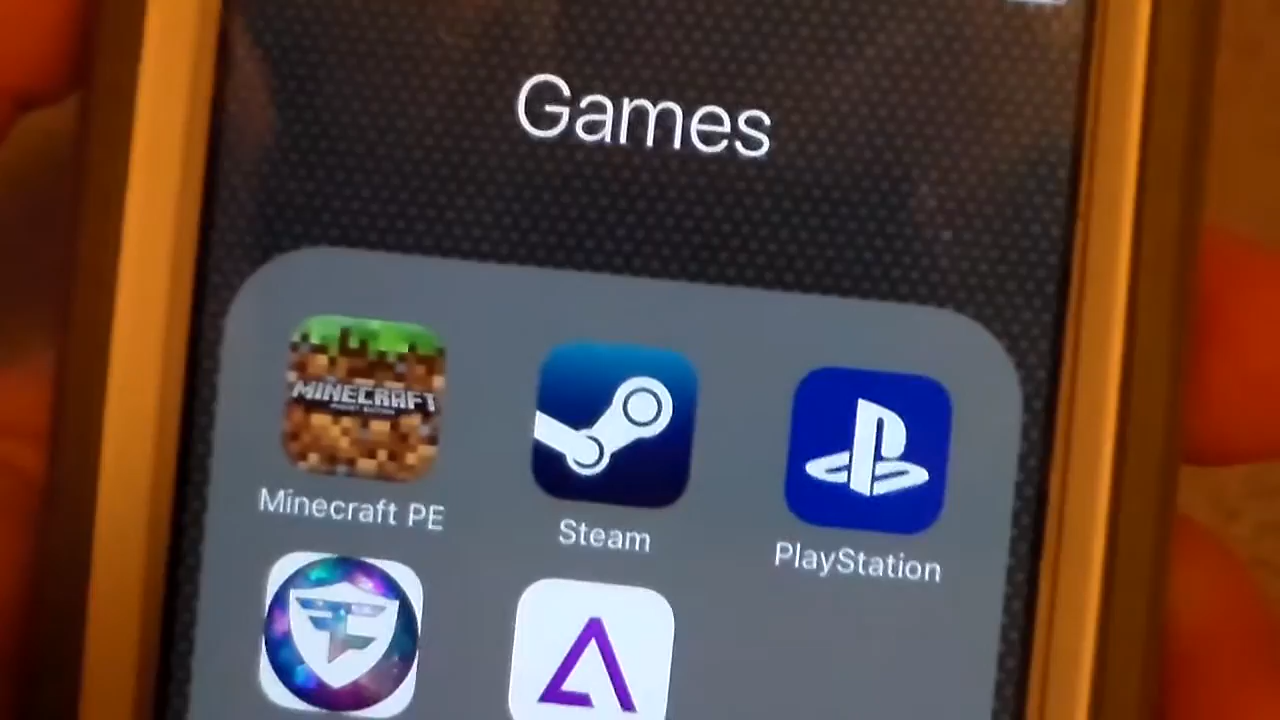 Games
MINECRAFT
Minecraft PE
Steam
PlayStation